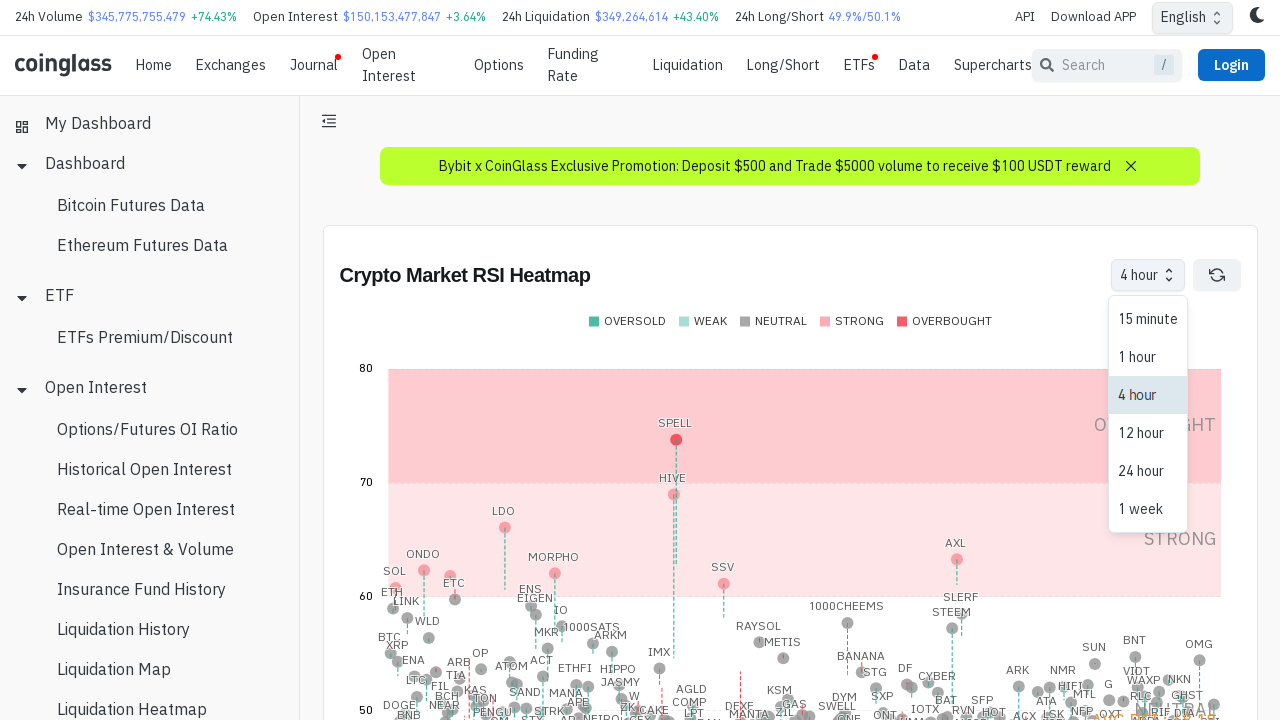 24h Volume $345,775,755,479 +74.43% Open Interest $150,153,477,847 +3.64% 24h Liquidation $349,264,614 +43.40% 24h Long/Short 49.9%/50.1% API Download APP English
coinglass Home Exchanges Journal Open Interest Options Funding Rate Liquidation Long/Short ETFs Data Supercharts Search / Login
My Dashboard
Dashboard
Bitcoin Futures Data
Ethereum Futures Data
ETF
ETFs Premium/Discount
Open Interest
Options/Futures OI Ratio
Historical Open Interest
Real-time Open Interest
Open Interest & Volume
Insurance Fund History
Liquidation History
Liquidation Map
Liquidation Heatmap
Bybit x CoinGlass Exclusive Promotion: Deposit $500 and Trade $5000 volume to receive $100 USDT reward
Crypto Market RSI Heatmap
4 hour
15 minute
1 hour
4 hour
12 hour
24 hour
1 week
OVERSOLD WEAK NEUTRAL STRONG OVERBOUGHT
80
SPELL
70
HIVE
LDO
STRONG
AXL
ONDO
MORPHO
SSV
SOL
ETC
60
ETH
ENS
EIGEN
SLERF
LINK
IO
1000CHEEMS
STEEM
WLD
1000SATS
RAYSOL
BTC
MKR
ARKM
XRP
METIS
BNT
OMG
SUN
OP
IMX
BANANA
ENA
ARB
ATOM
ACT
ETHFI
HIPPO
STG
DF
CYBER
ARK
NMR
VIDT
TIA
LTC
FIL
JASMY
WAXP
NKN
KAS
SAND
MANA
AGLD
KSM
HIFI
BCH
TON
W
COMP
DYM
SXP
BAT
SFP
MTL
RLC
GHST
DOGE
NEAR
ZK
GAS
SWELL
ATA
G
BNB
PENGU
STRK
CAKE
LPT
MANTA
ZIL
ONT
IOTX
RVN
HOT
LSK
NFP
NEUTRAL